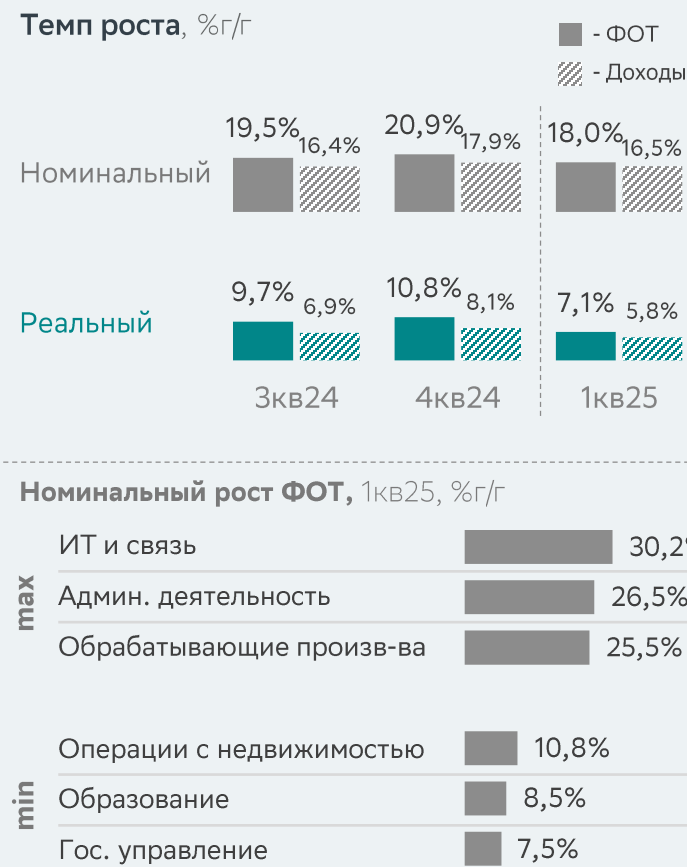 Темп роста, %г/г
- ФОТ
- Доходы
19,5% 16,4% 20,9% 17,9% 18,0% 16,5%
Номинальный
9,7% 6,9% 10,8% 8,1% 7,1% 5,8%
Реальный
3кв24 4кв24 1кв25
Номинальный рост ФОТ, 1кв25, %г/г
max
ИТ и связь 30,2%
Админ. деятельность 26,5%
Обрабатывающие произв-ва 25,5%
min
Операции с недвижимостью 10,8%
Образование 8,5%
Гос. управление 7,5%